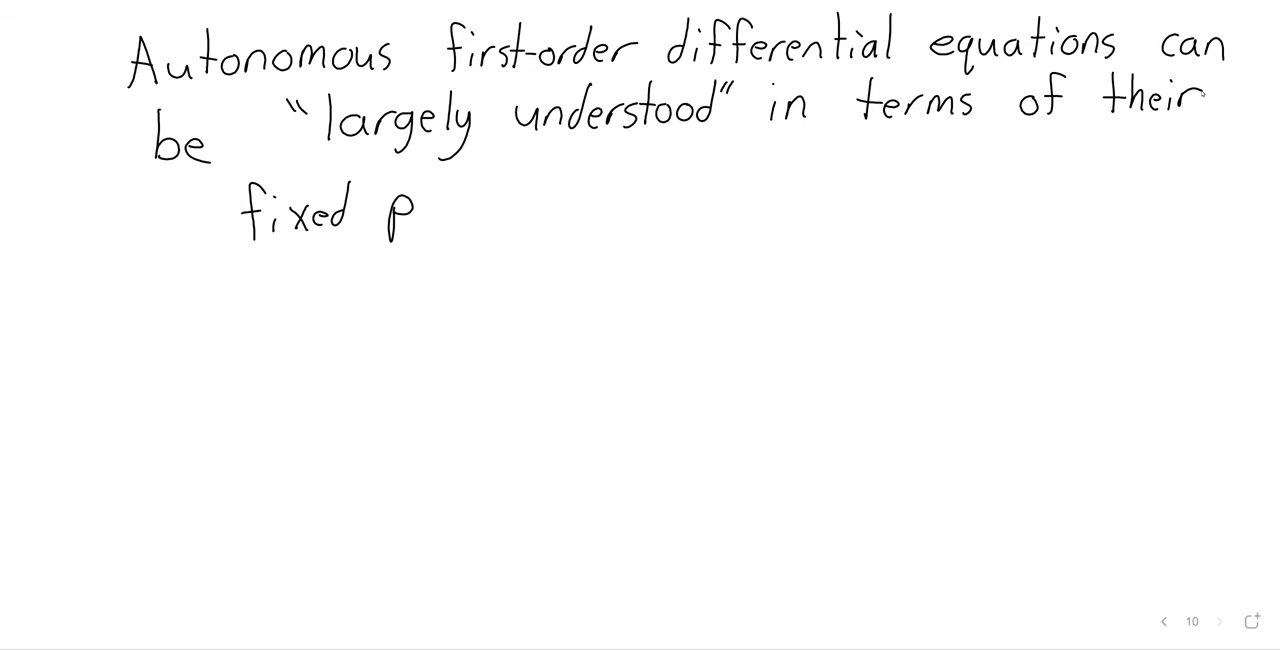 Autonomous first-order differential equations can
be "largely understood" in terms of their
fixed p
10